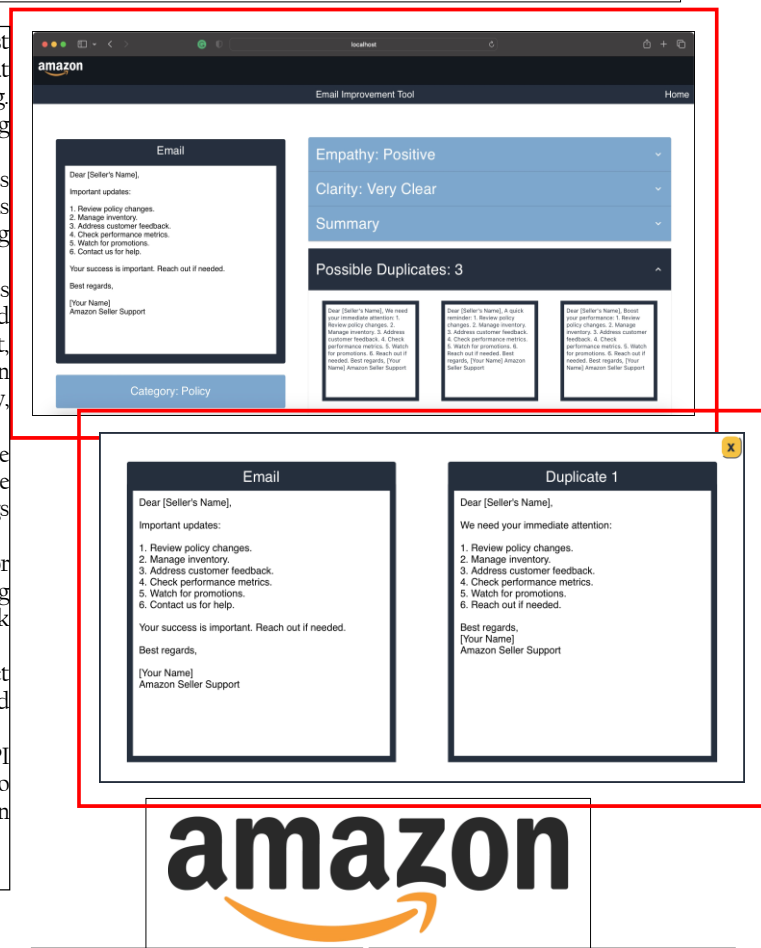 localhost
amazon
Email Improvement Tool
Home
Email
Dear [Seller's Name],
Important updates:
1. Review policy changes.
2. Manage inventory.
3. Address customer feedback.
4. Check performance metrics.
5. Watch for promotions.
6. Contact us for help.
Your success is important. Reach out if needed.
Best regards,
[Your Name]
Amazon Seller Support
Category: Policy
Empathy: Positive
Clarity: Very Clear
Summary
Possible Duplicates: 3
Dear [Seller's Name], We need
your immediate attention: 1.
Review policy changes. 2.
Manage inventory. 3. Address
customer feedback. 4. Check
performance metrics. 5. Watch
for promotions. 6. Reach out if
needed. Best regards, [Your
Name] Amazon Seller Support
Dear [Seller's Name], A quick
reminder: 1. Review policy
changes. 2. Manage inventory.
3. Address customer feedback.
4. Check performance metrics.
5. Watch for promotions. 6.
Reach out if needed. Best
regards, [Your Name] Amazon
Seller Support
Dear [Seller's Name], Boost
your performance: 1. Review
policy changes. 2. Manage
inventory. 3. Address customer
feedback. 4. Check
performance metrics. 5. Watch
for promotions. 6. Reach out if
needed. Best regards, [Your
Name] Amazon Seller Support
X
Email
Dear [Seller's Name],
Important updates:
1. Review policy changes.
2. Manage inventory.
3. Address customer feedback.
4. Check performance metrics.
5. Watch for promotions.
6. Contact us for help.
Your success is important. Reach out if needed.
Best regards,
[Your Name]
Amazon Seller Support
Duplicate 1
Dear [Seller's Name],
We need your immediate attention:
1. Review policy changes.
2. Manage inventory.
3. Address customer feedback.
4. Check performance metrics.
5. Watch for promotions.
6. Reach out if needed.
Best regards,
[Your Name]
Amazon Seller Support
amazon